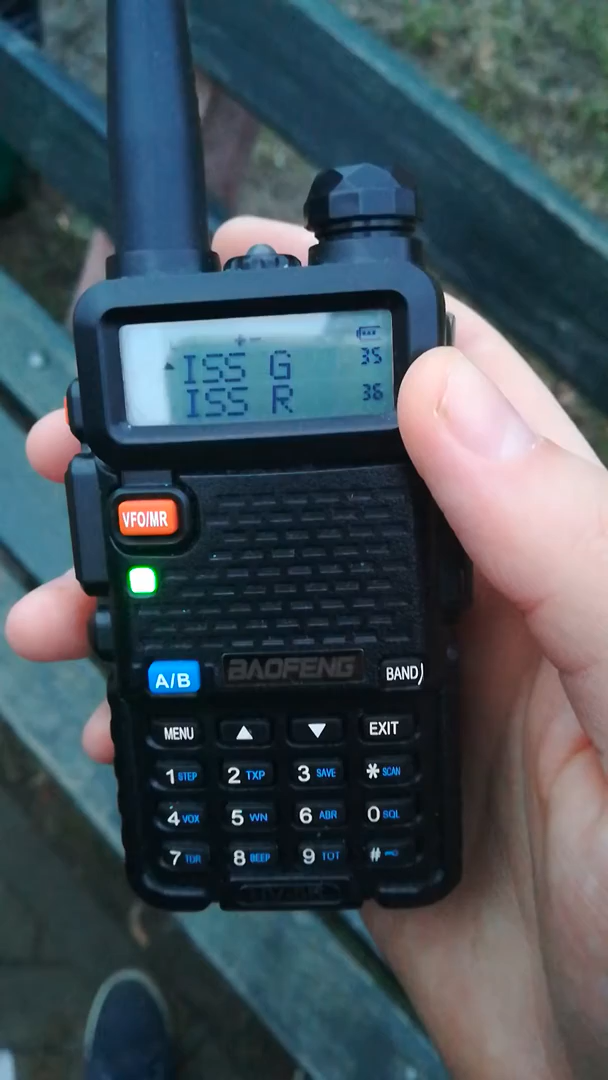 ISS G 35
ISS R 36
VFO/MR
A/B BAOFENG BAND
MENU ▲ ▼ EXIT
1 STEP 2 TXP 3 SAVE * SCAN
4 VOX 5 WN 6 ABR 0 SQL
7 TDR 8 BEEP 9 TOT #